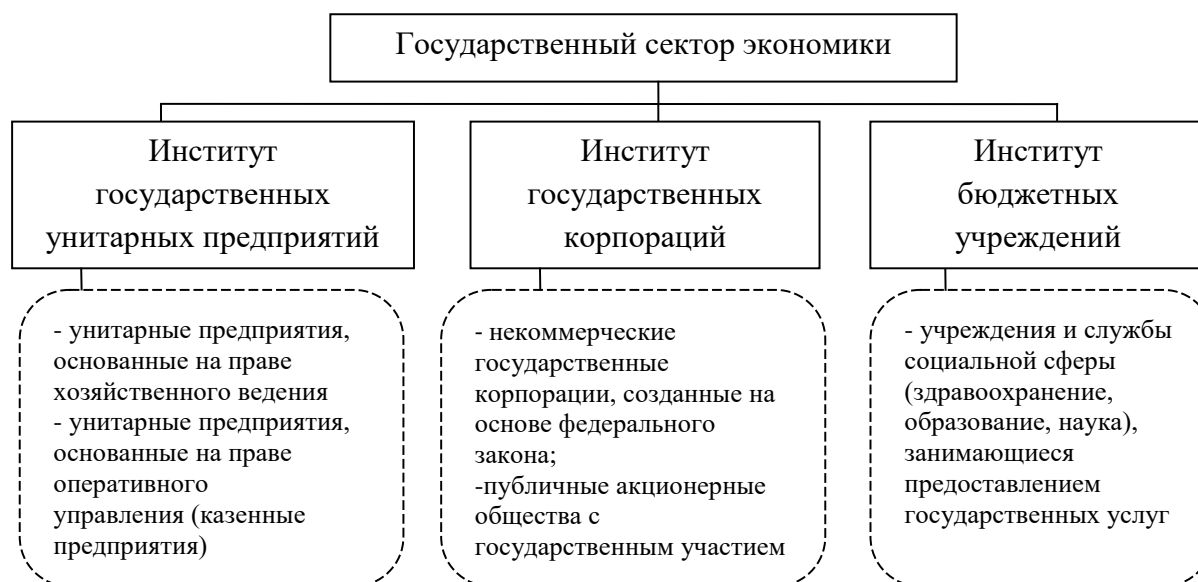 Государственный сектор экономики
Институт
государственных
унитарных предприятий
Институт
государственных
корпораций
Институт
бюджетных
учреждений
- унитарные предприятия,
основанные на праве
хозяйственного ведения
- унитарные предприятия,
основанные на праве
оперативного
управления (казенные
предприятия)
- некоммерческие
государственные
корпорации, созданные на
основе федерального
закона;
-публичные акционерные
общества с
государственным участием
- учреждения и службы
социальной сферы
(здравоохранение,
образование, наука),
занимающиеся
предоставлением
государственных услуг